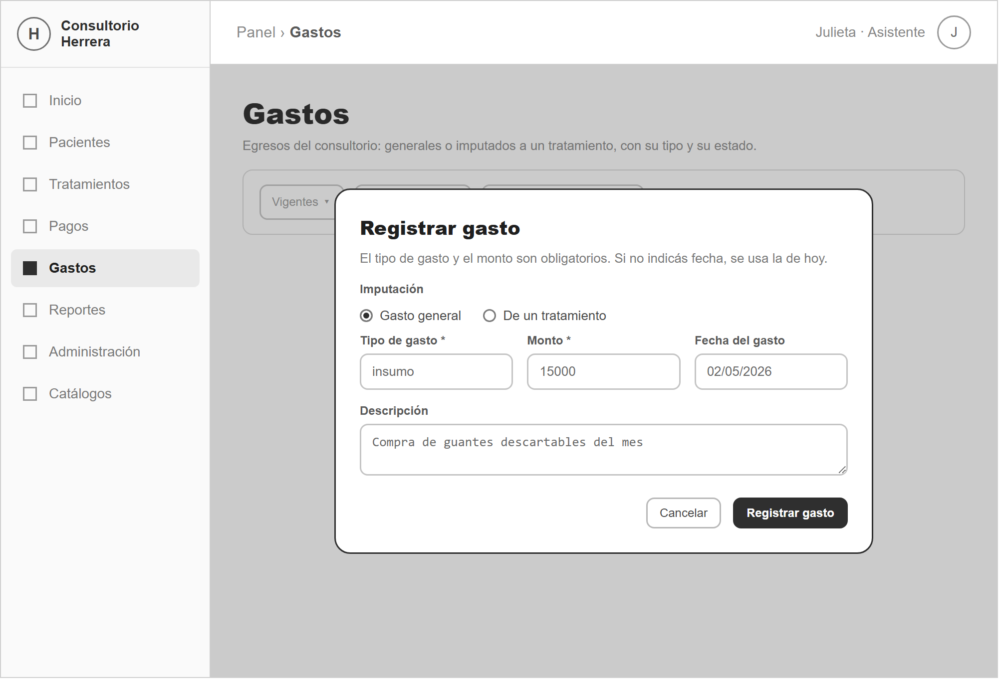 H
Consultorio
Herrera
Panel › Gastos
Julieta · Asistente
J
Inicio
Pacientes
Tratamientos
Pagos
Gastos
Reportes
Administración
Catálogos
Gastos
Egresos del consultorio: generales o imputados a un tratamiento, con su tipo y su estado.
Vigentes ▾
Registrar gasto
El tipo de gasto y el monto son obligatorios. Si no indicás fecha, se usa la de hoy.
Imputación
Gasto general
De un tratamiento
Tipo de gasto *
Monto *
Fecha del gasto
insumo
15000
02/05/2026
Descripción
Compra de guantes descartables del mes
Cancelar
Registrar gasto